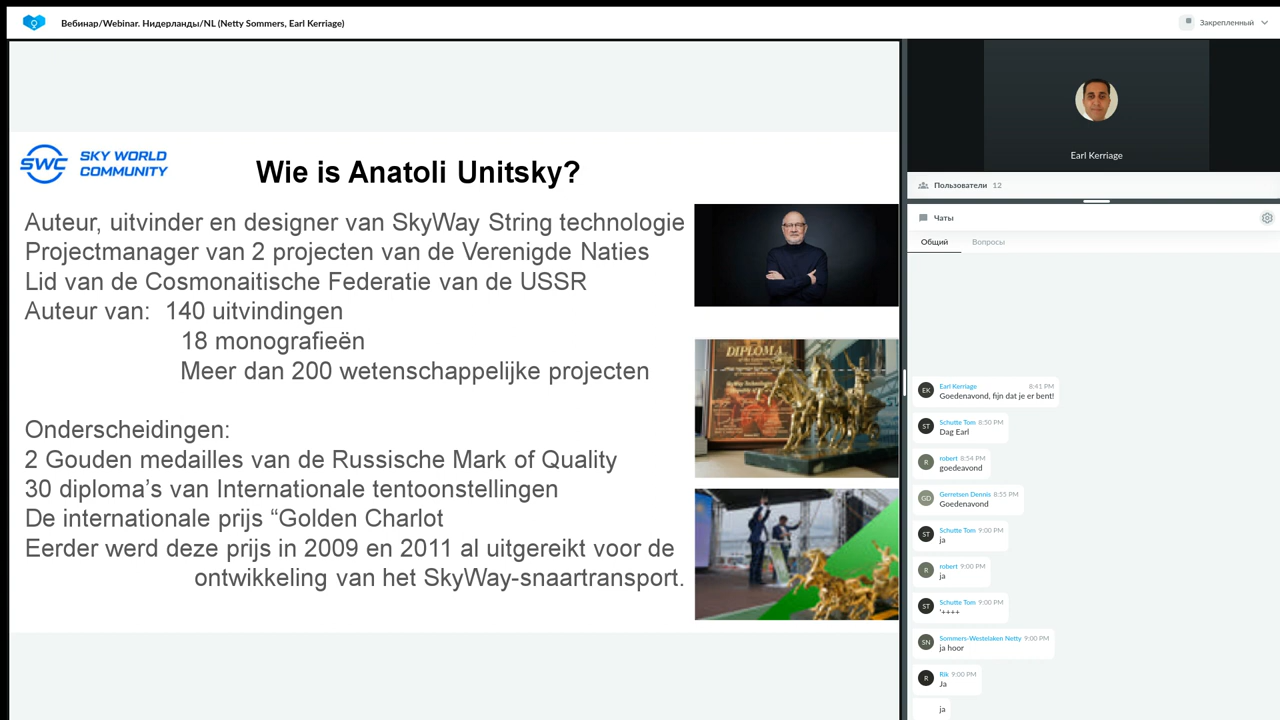 Вебинар/Webinar. Нидерланды/NL (Netty Sommers, Earl Kerriage)
Закрепленный
SWC
SKY WORLD
COMMUNITY
Wie is Anatoli Unitsky?
Auteur, uitvinder en designer van SkyWay String technologie
Projectmanager van 2 projecten van de Verenigde Naties
Lid van de Cosmonaitische Federatie van de USSR
Auteur van: 140 uitvindingen
18 monografieën
Meer dan 200 wetenschappelijke projecten
Onderscheidingen:
2 Gouden medailles van de Russische Mark of Quality
30 diploma’s van Internationale tentoonstellingen
De internationale prijs “Golden Charlot
Eerder werd deze prijs in 2009 en 2011 al uitgereikt voor de
ontwikkeling van het SkyWay-snaartransport.
DIPLOMA
Earl Kerriage
Пользователи 12
Чаты
Общий Вопросы
EK Earl Kerriage 8:41 PM
Goedenavond, fijn dat je er bent!
ST Schutte Tom 8:50 PM
Dag Earl
R robert 8:54 PM
goedeavond
GD Gerretsen Dennis 8:55 PM
Goedenavond
ST Schutte Tom 9:00 PM
ja
R robert 9:00 PM
ja
ST Schutte Tom 9:00 PM
'++++
SN Sommers-Westelaken Netty 9:00 PM
ja hoor
R Rik 9:00 PM
Ja
ja